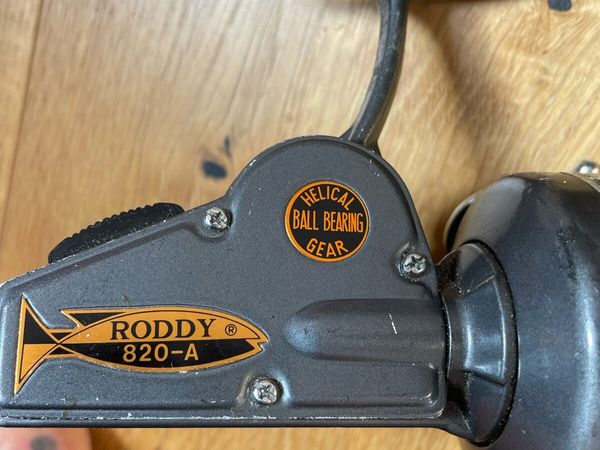 HELICAL
BALL BEARING
GEAR
RODDY ®
820-A